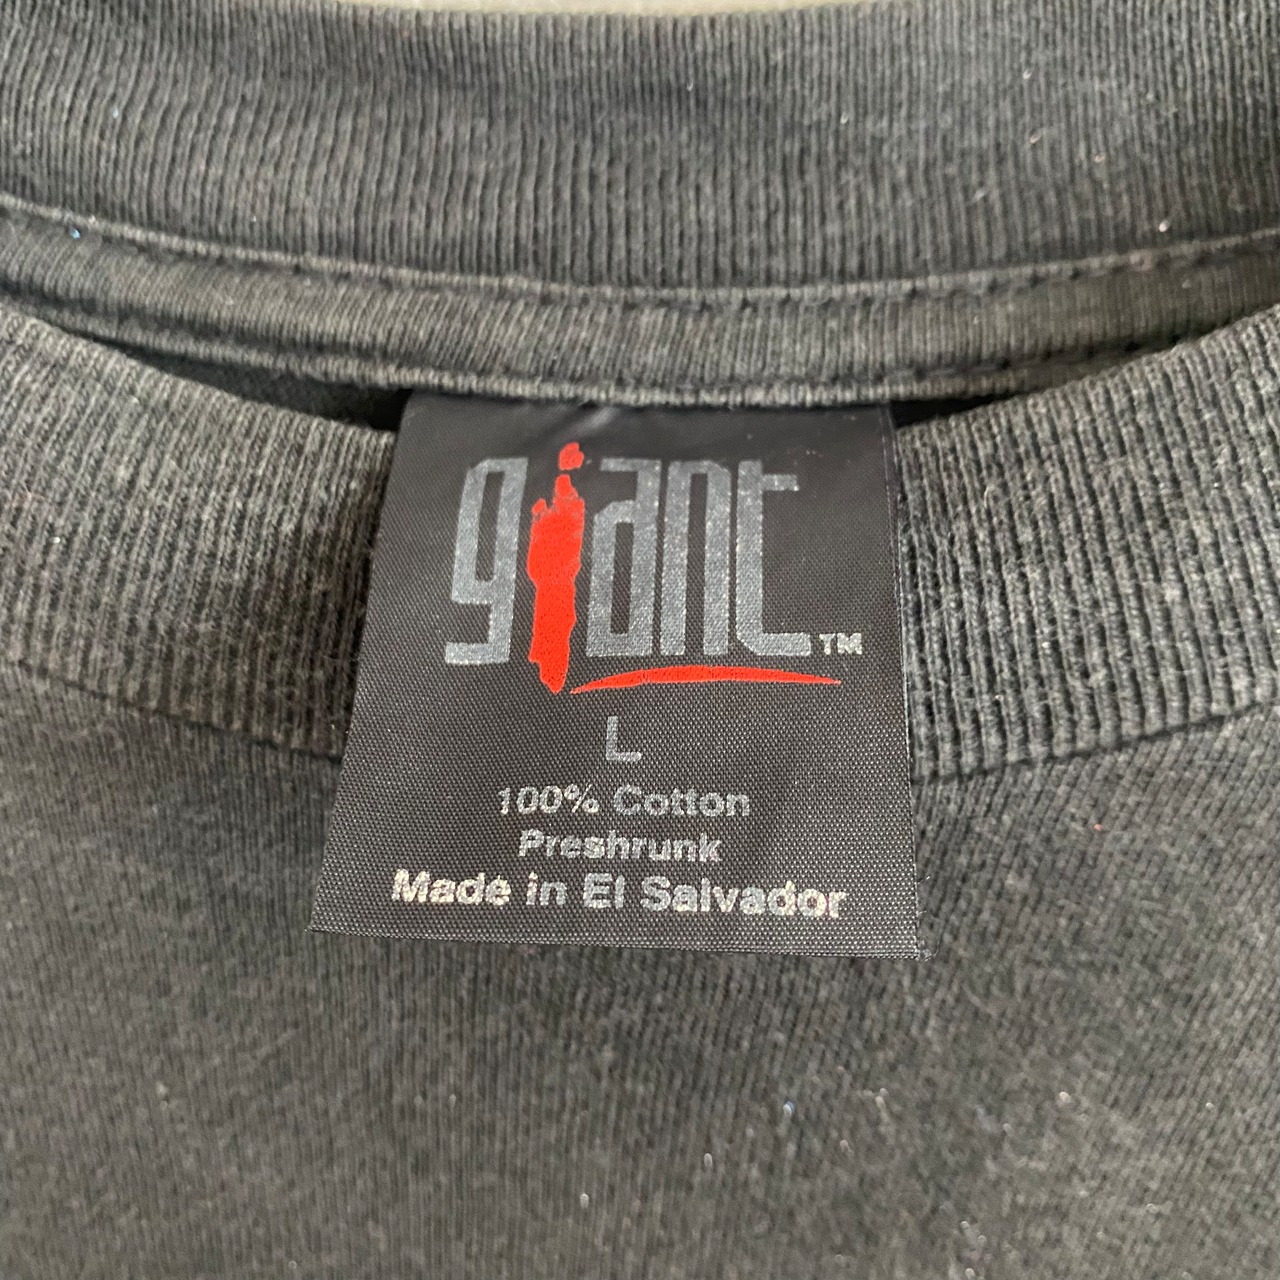 giant™
L
100% Cotton
Preshrunk
Made in El Salvador